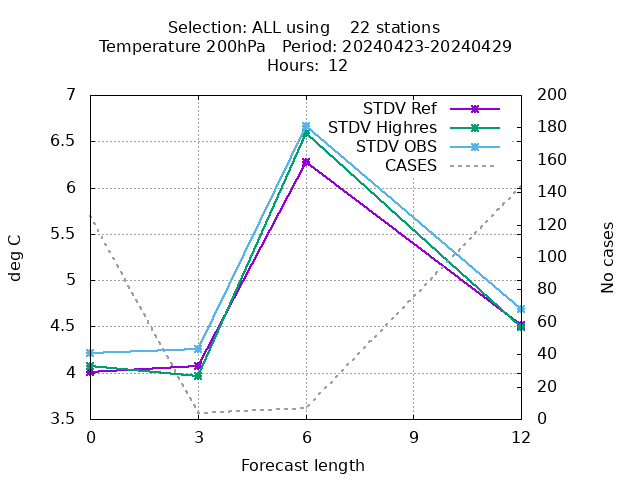 Selection: ALL using    22 stations
Temperature 200hPa   Period: 20240423-20240429
Hours:  12
7
6.5
6
5.5
5
4.5
4
3.5
deg C
STDV Ref
STDV Highres
STDV OBS
CASES
200
180
160
140
120
100
80
60
40
20
0
No cases
0 3 6 9 12
Forecast length